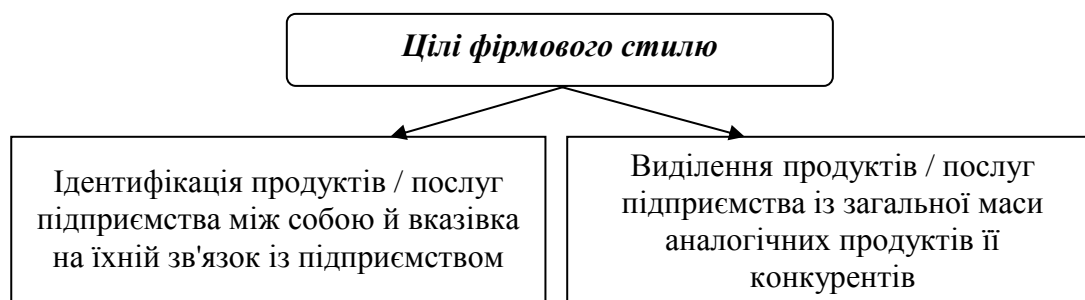 Цілі фірмового стилю
Ідентифікація продуктів / послуг
підприємства між собою й вказівка
на їхній зв'язок із підприємством
Виділення продуктів / послуг
підприємства із загальної маси
аналогічних продуктів її
конкурентів